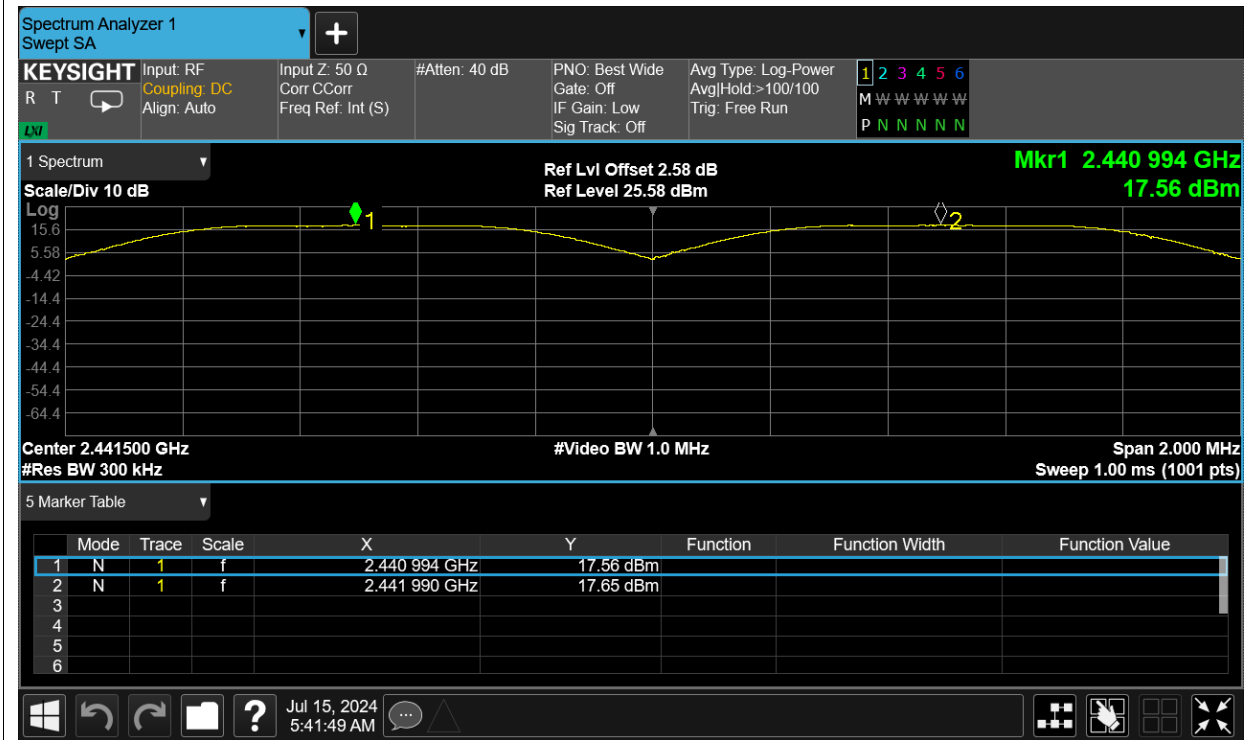 Spectrum Analyzer 1
Swept SA
KEYSIGHT
R T
LXI
Input: RF
Coupling: DC
Align: Auto
Input Z: 50 Ω
Corr CCorr
Freq Ref: Int (S)
#Atten: 40 dB
PNO: Best Wide
Gate: Off
IF Gain: Low
Sig Track: Off
Avg Type: Log-Power
Avg|Hold:>100/100
Trig: Free Run
1 2 3 4 5 6
M W W W W W
P N N N N N
1 Spectrum
Scale/Div 10 dB
Ref Lvl Offset 2.58 dB
Ref Level 25.58 dBm
Mkr1 2.440 994 GHz
17.56 dBm
Log
15.6
5.58
-4.42
-14.4
-24.4
-34.4
-44.4
-54.4
-64.4
1
2
Center 2.441500 GHz
#Res BW 300 kHz
#Video BW 1.0 MHz
Span 2.000 MHz
Sweep 1.00 ms (1001 pts)
5 Marker Table
Mode Trace Scale X Y Function Function Width Function Value
1 N 1 f 2.440 994 GHz 17.56 dBm
2 N 1 f 2.441 990 GHz 17.65 dBm
3
4
5
6
?
Jul 15, 2024
5:41:49 AM